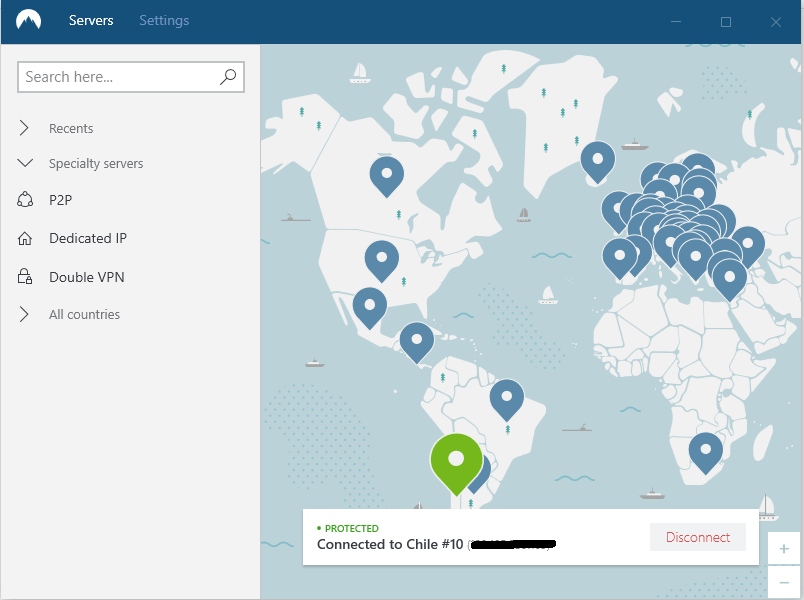 Servers Settings
Search here...
Recents
Specialty servers
P2P
Dedicated IP
Double VPN
All countries
PROTECTED
Connected to Chile #10
Disconnect